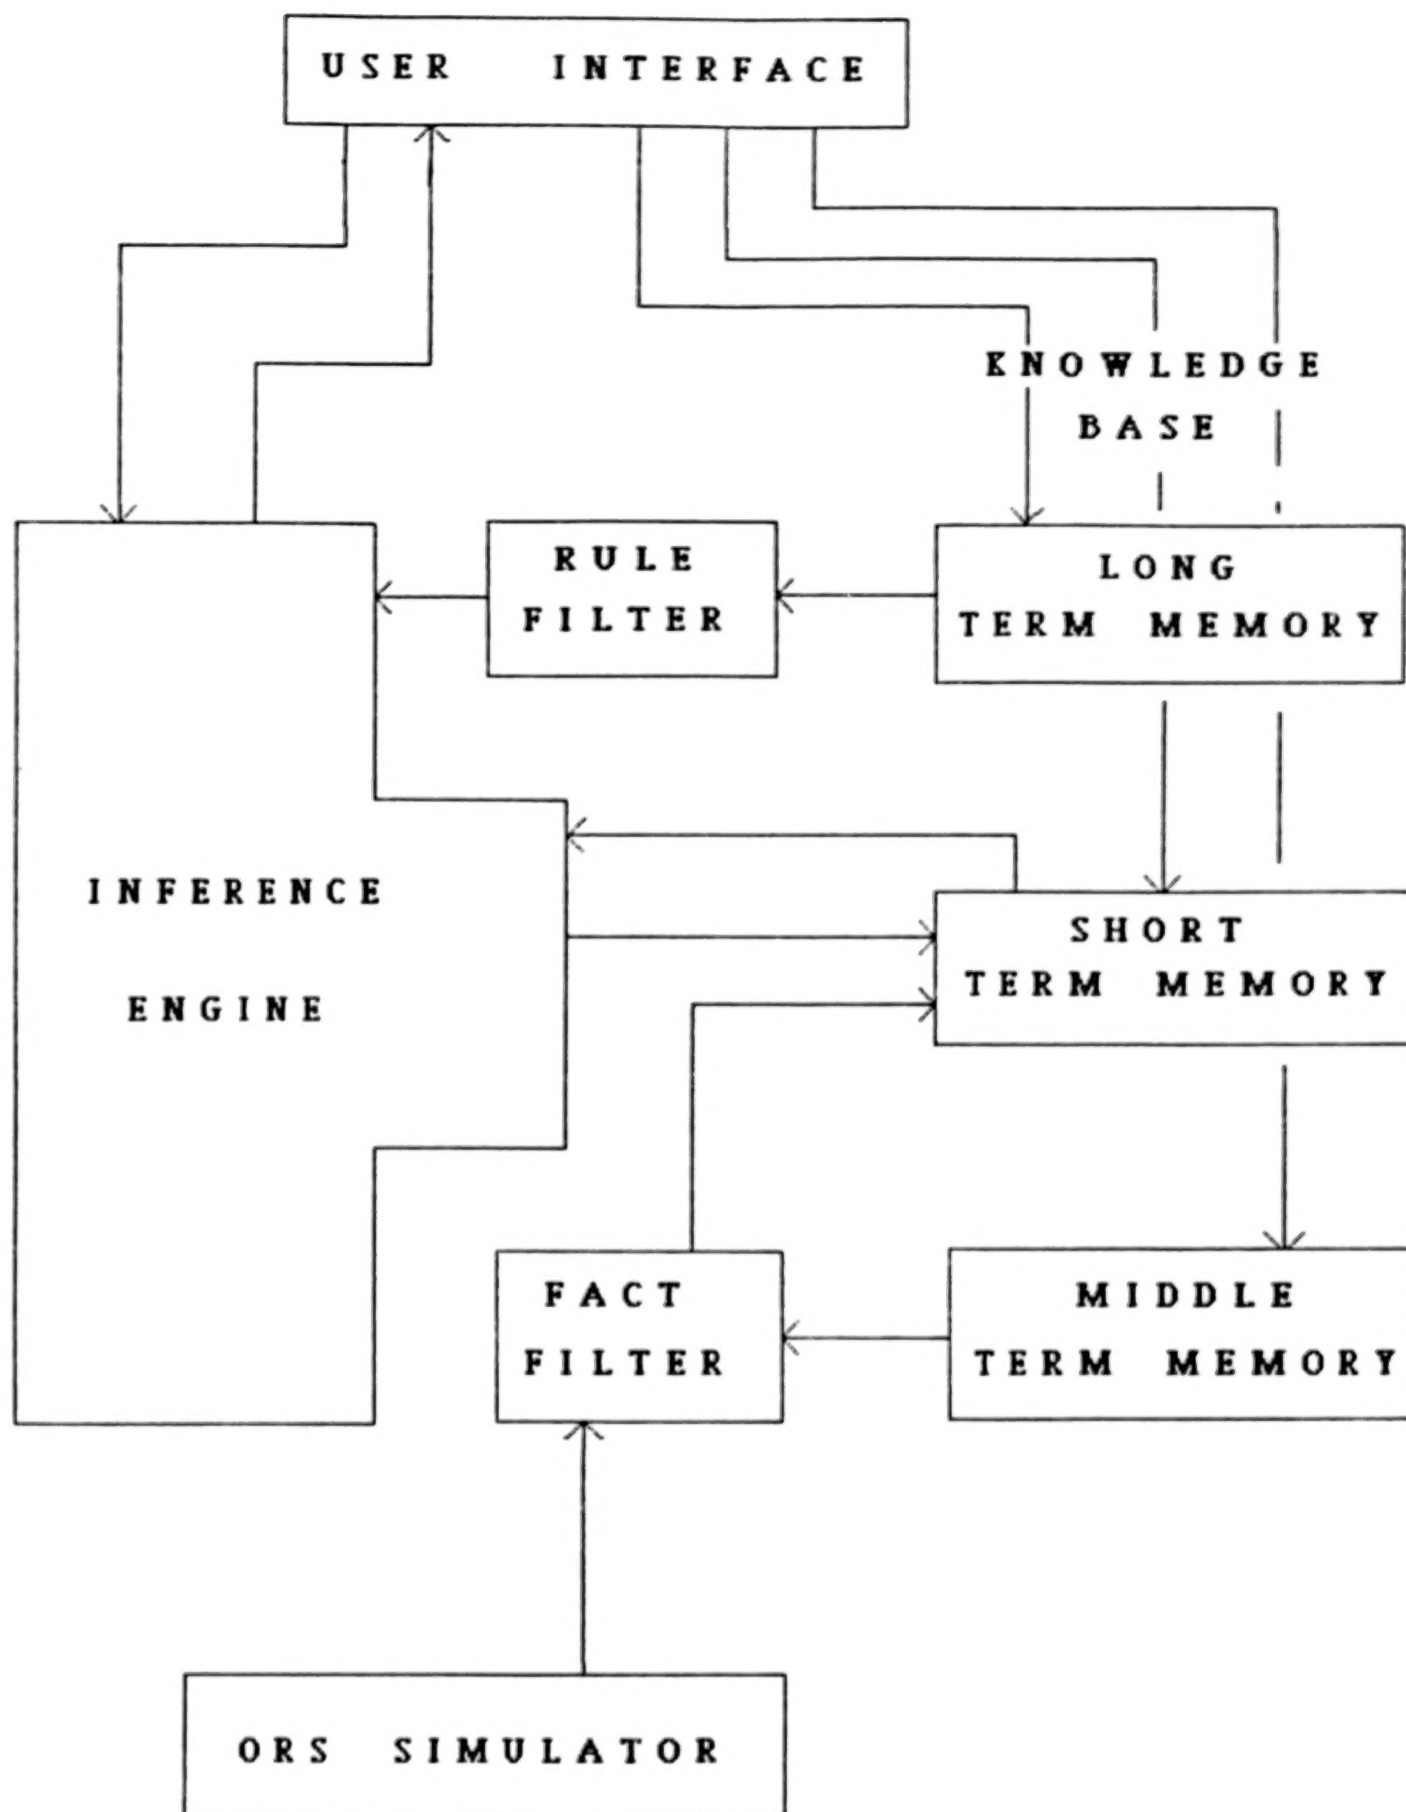 USER INTERFACE
KNOWLEDGE
BASE
RULE
FILTER
LONG
TERM MEMORY
INFERENCE
ENGINE
SHORT
TERM MEMORY
FACT
FILTER
MIDDLE
TERM MEMORY
ORS SIMULATOR